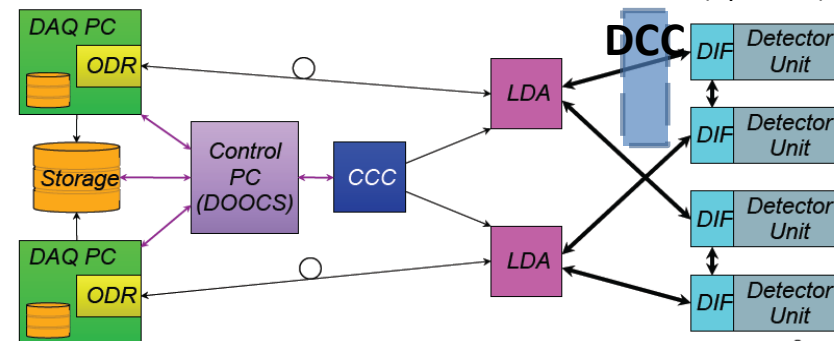 DAQ PC
ODR
Storage
DAQ PC
ODR
Control
PC
(DOOCS)
CCC
LDA
LDA
DCC
DIF
Detector
Unit
DIF
Detector
Unit
DIF
Detector
Unit
DIF
Detector
Unit